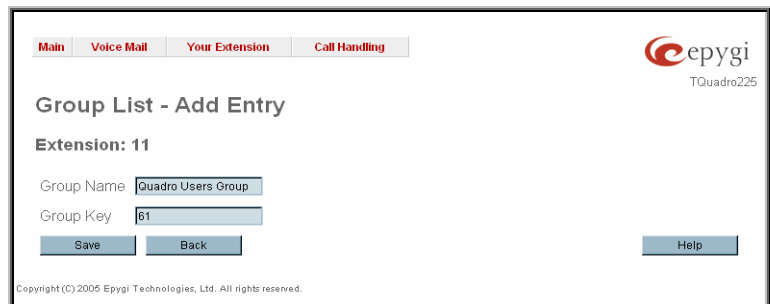 Main Voice Mail Your Extension Call Handling
epygi
TQuadro225
Group List - Add Entry
Extension: 11
Group Name Quadro Users Group
Group Key 61
Save Back Help
Copyright (C) 2005 Epygi Technologies, Ltd. All rights reserved.